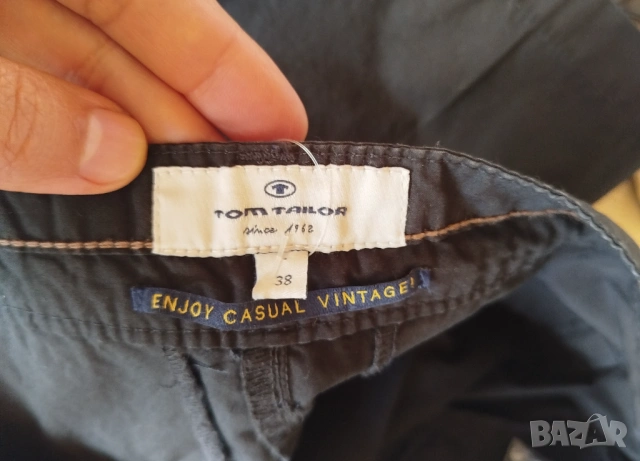 TOM TAILOR
since 1962
38
ENJOY CASUAL VINTAGE!
BAZAR